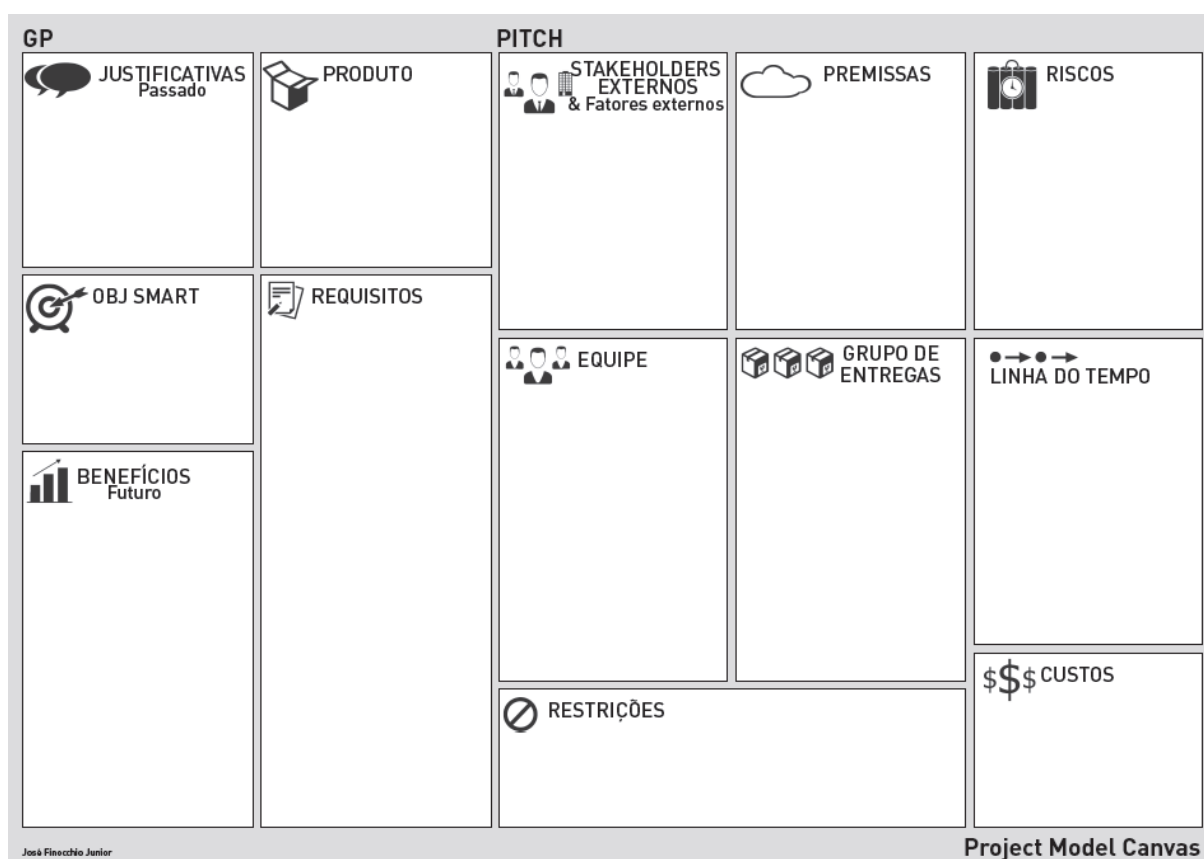 GP
PITCH
JUSTIFICATIVAS
Passado
PRODUTO
STAKEHOLDERS
EXTERNOS
& Fatores externos
PREMISSAS
RISCOS
OBJ SMART
REQUISITOS
EQUIPE
GRUPO DE
ENTREGAS
LINHA DO TEMPO
BENEFÍCIOS
Futuro
RESTRIÇÕES
$$$ CUSTOS
José Finocchio Junior
Project Model Canvas